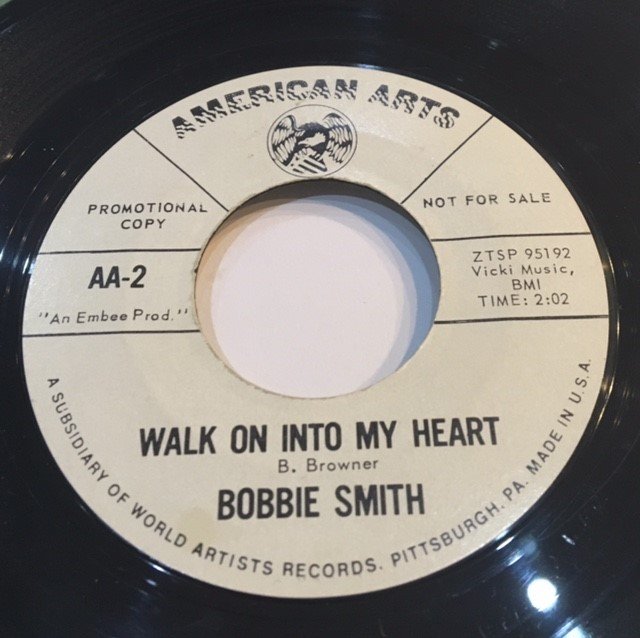 AMERICAN ARTS
PROMOTIONAL
COPY
NOT FOR SALE
AA-2
"An Embee Prod."
ZTSP 95192
Vicki Music,
BMI
TIME: 2:02
WALK ON INTO MY HEART
B. Browner
BOBBIE SMITH
A SUBSIDIARY OF WORLD ARTISTS RECORDS. PITTSBURGH. PA. MADE IN U.S.A.